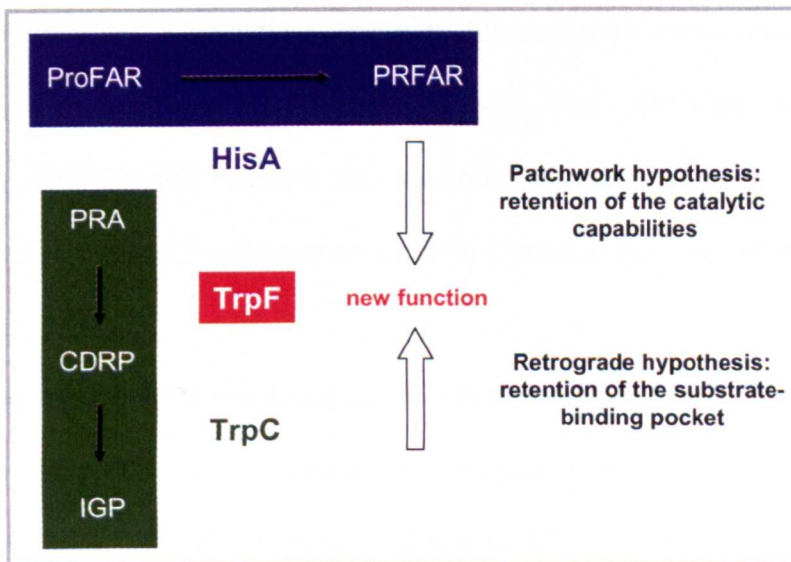 ProFAR PRFAR
HisA
Patchwork hypothesis:
retention of the catalytic
capabilities
PRA
TrpF new function
CDRP
Retrograde hypothesis:
retention of the substrate-
binding pocket
TrpC
IGP